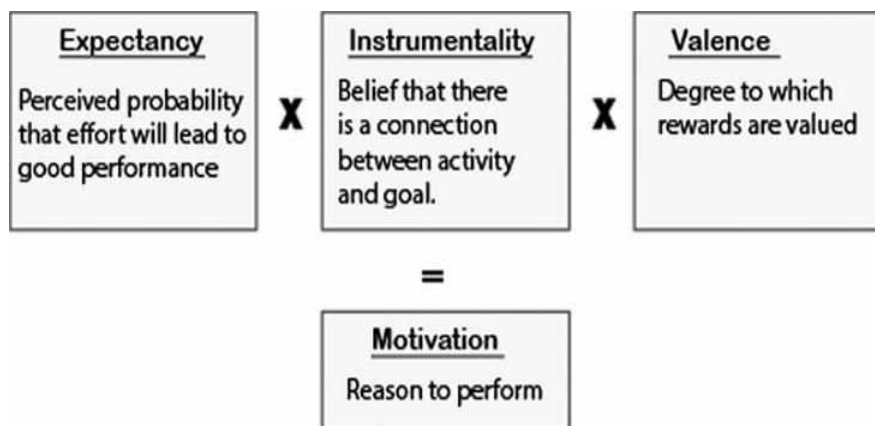 Expectancy
Perceived probability
that effort will lead to
good performance
X
Instrumentality
Belief that there
is a connection
between activity
and goal.
X
Valence
Degree to which
rewards are valued
=
Motivation
Reason to perform